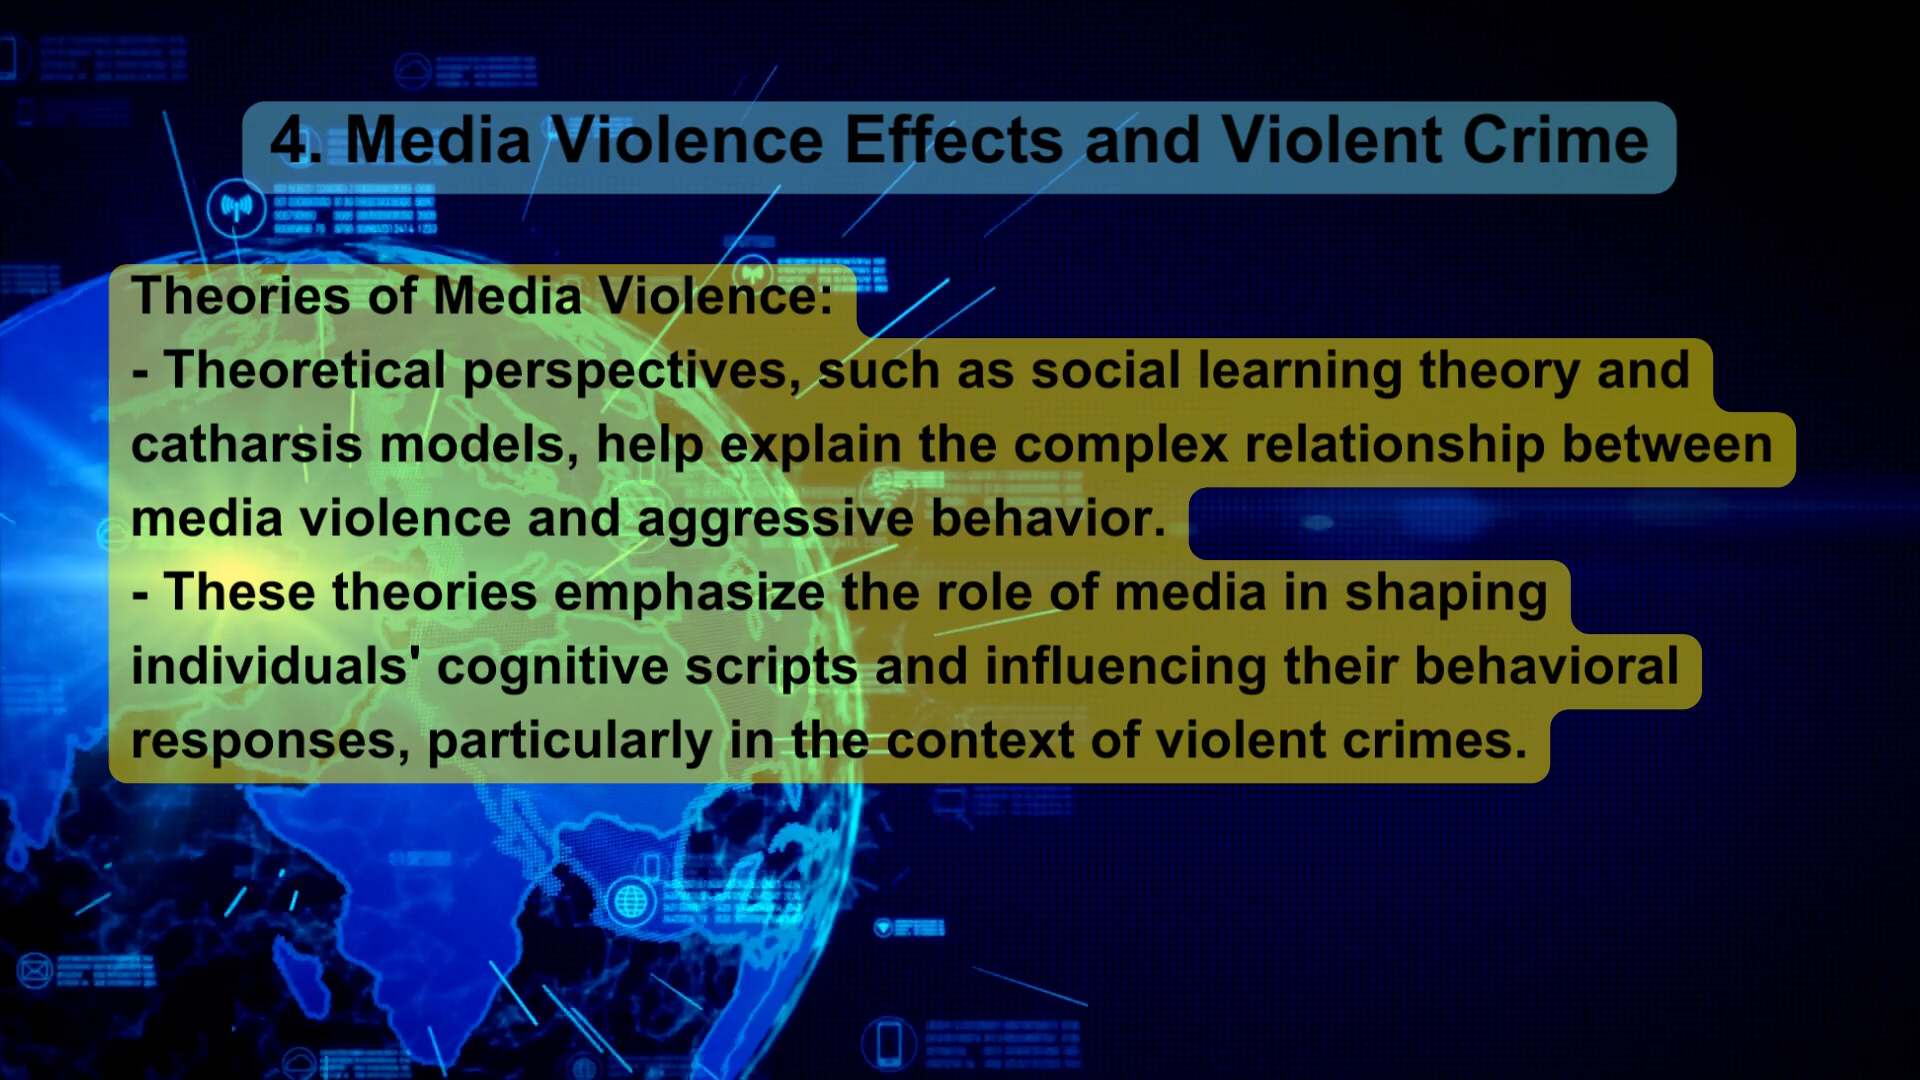 4. Media Violence Effects and Violent Crime
Theories of Media Violence:
- Theoretical perspectives, such as social learning theory and
catharsis models, help explain the complex relationship between
media violence and aggressive behavior.
- These theories emphasize the role of media in shaping
individuals' cognitive scripts and influencing their behavioral
responses, particularly in the context of violent crimes.